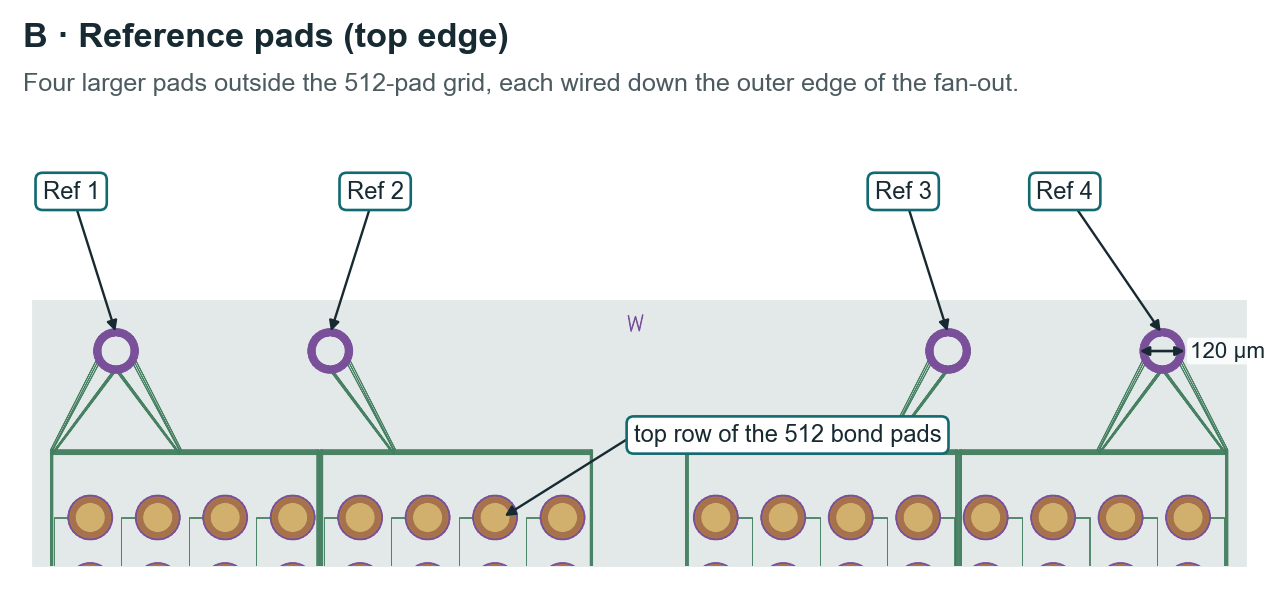 B · Reference pads (top edge)
Four larger pads outside the 512-pad grid, each wired down the outer edge of the fan-out.
Ref 1
Ref 2
Ref 3
Ref 4
W
120 µm
top row of the 512 bond pads